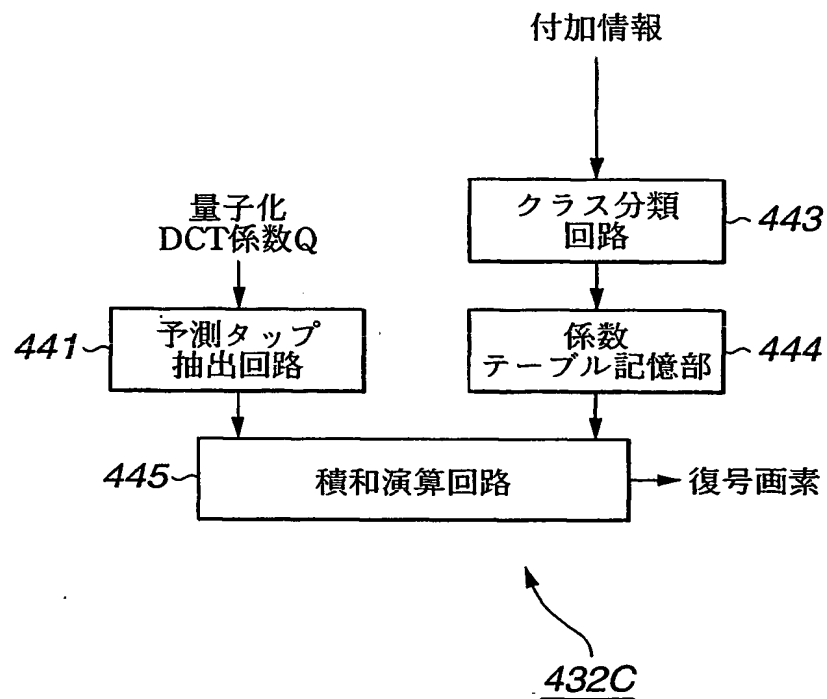 付加情報
クラス分類
回路
443
量子化
DCT係数Q
441
予測タップ
抽出回路
係数
テーブル記憶部
444
445
積和演算回路
復号画素
432C